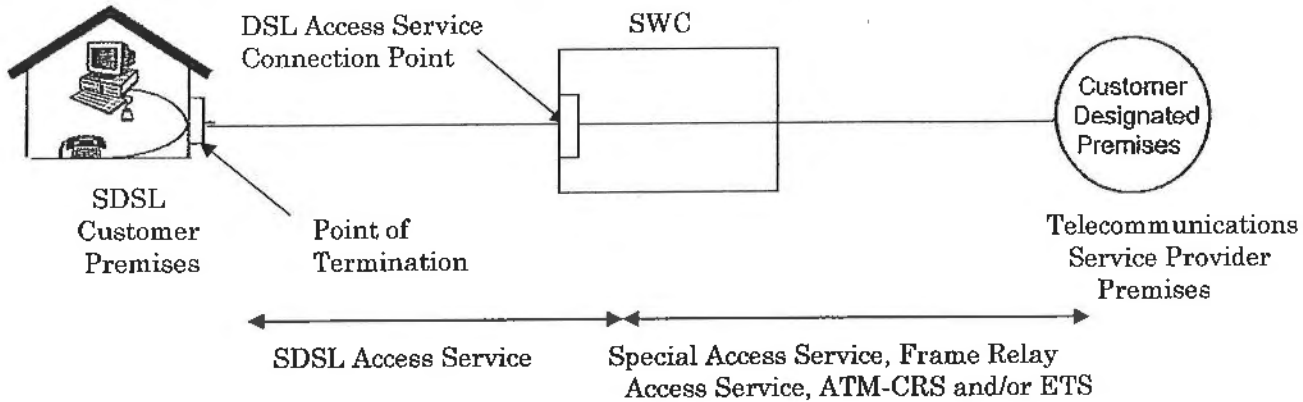 DSL Access Service
Connection Point
SWC
Customer
Designated
Premises
SDSL
Customer
Premises
Point of
Termination
Telecommunications
Service Provider
Premises
SDSL Access Service
Special Access Service, Frame Relay
Access Service, ATM-CRS and/or ETS